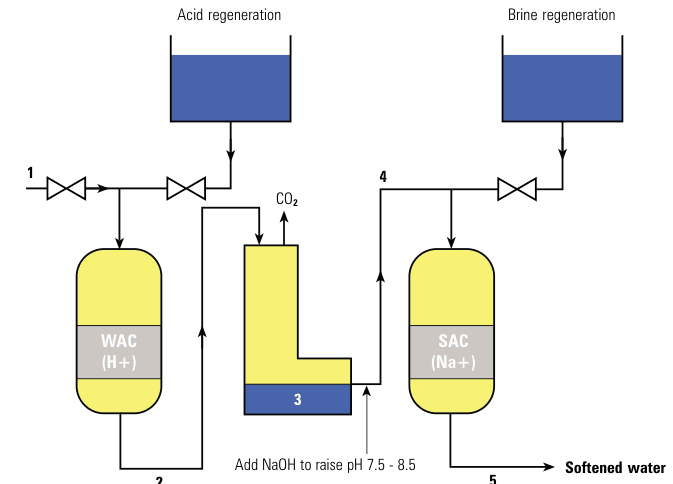 Acid regeneration
Brine regeneration
1
4
CO₂
WAC
(H+)
SAC
(Na+)
3
Add NaOH to raise pH 7.5 - 8.5
Softened water
2
5